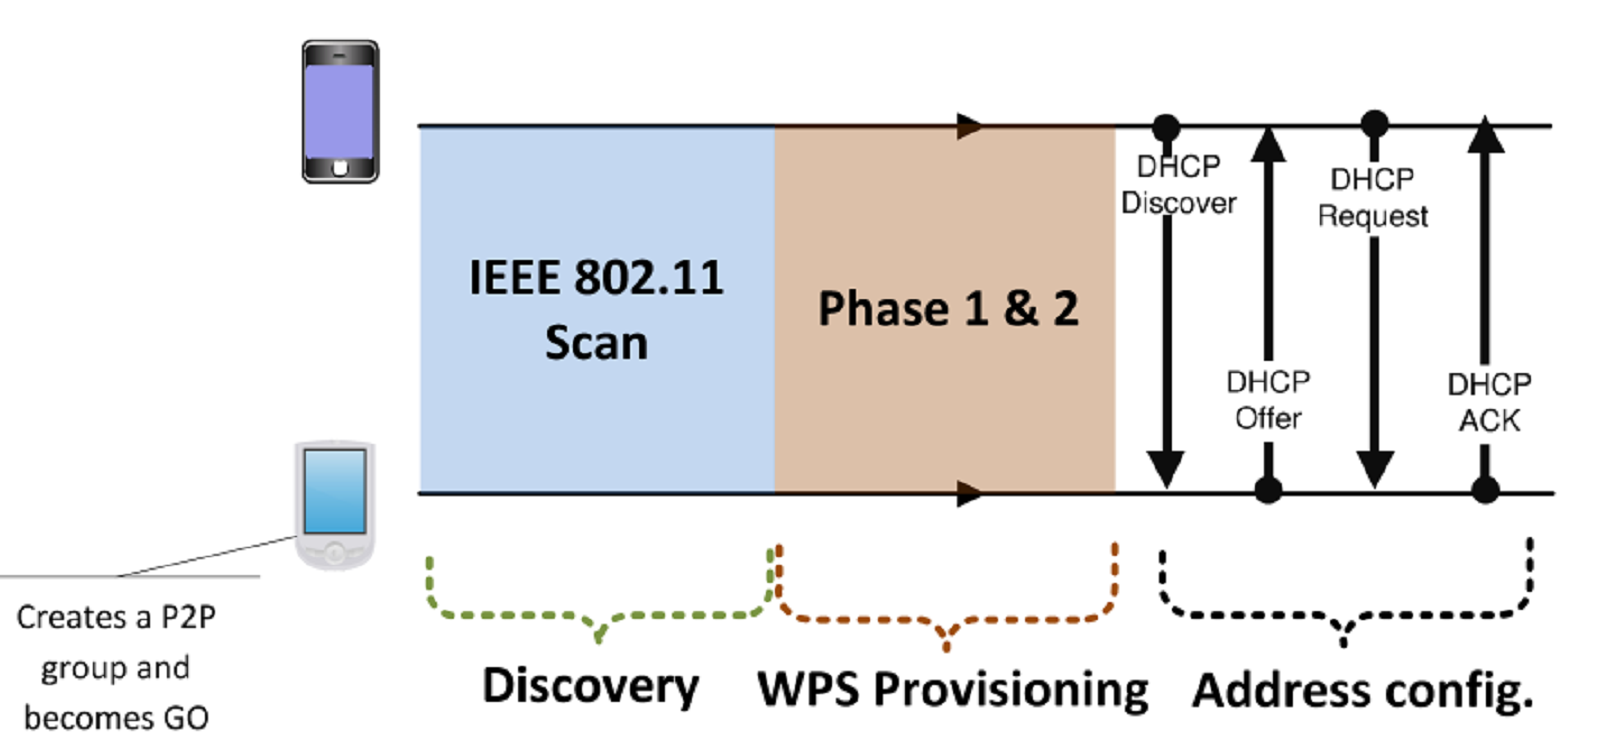 IEEE 802.11
Scan
Phase 1 & 2
DHCP
Discover
DHCP
Offer
DHCP
Request
DHCP
ACK
Creates a P2P
group and
becomes GO
Discovery
WPS Provisioning
Address config.